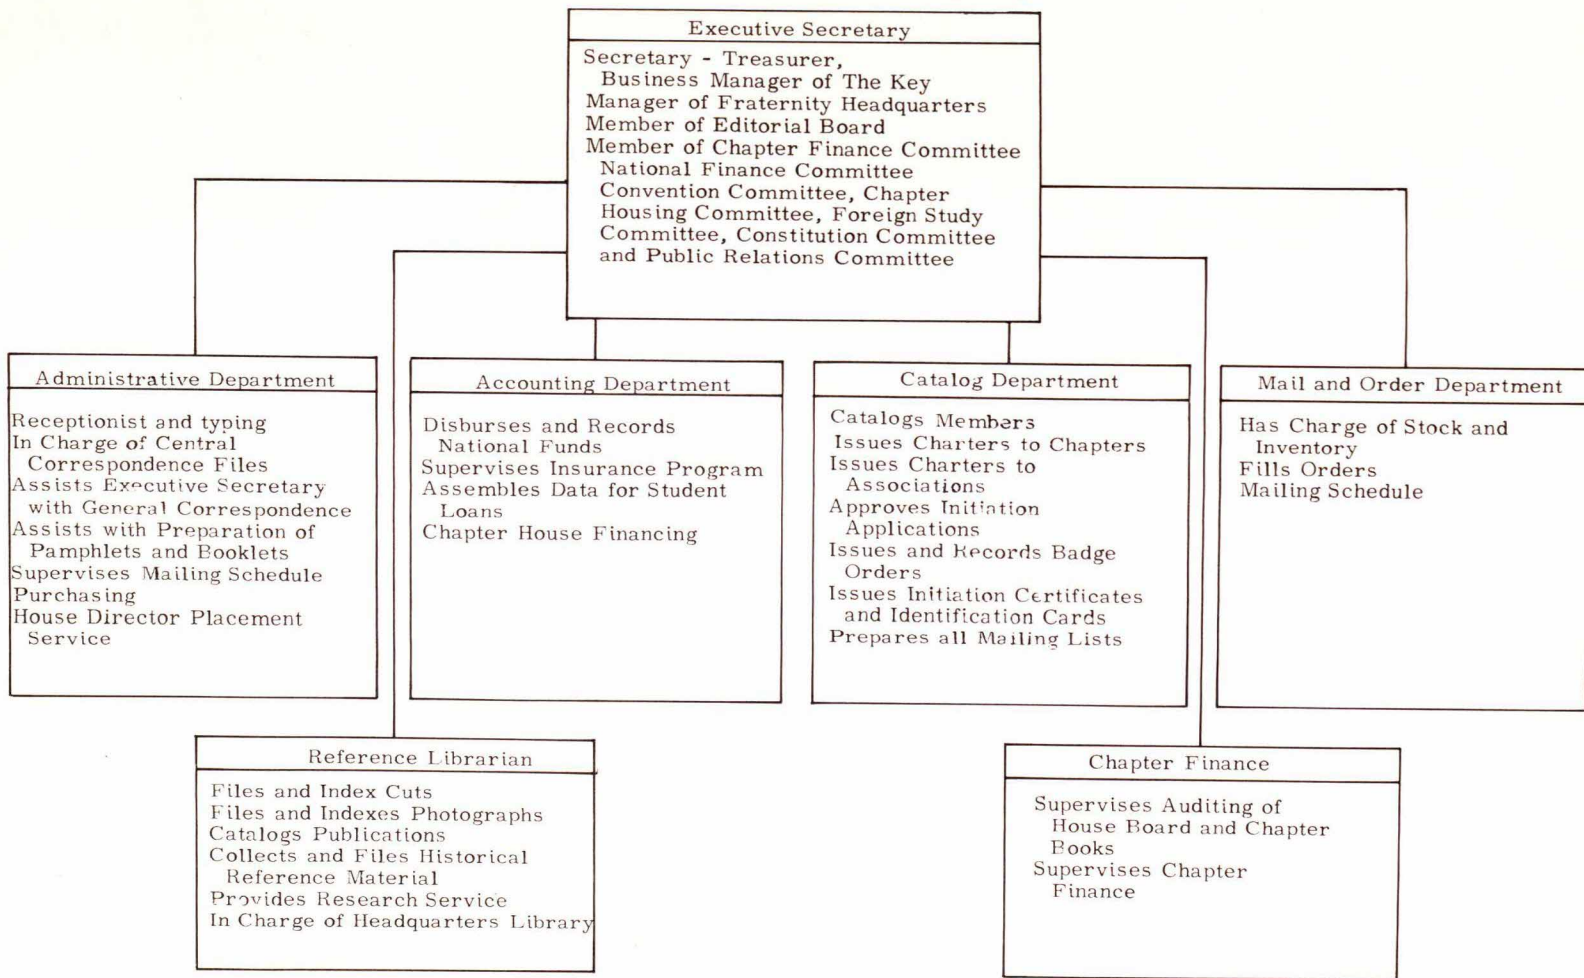 Executive Secretary
Secretary - Treasurer,
Business Manager of The Key
Manager of Fraternity Headquarters
Member of Editorial Board
Member of Chapter Finance Committee
National Finance Committee
Convention Committee, Chapter
Housing Committee, Foreign Study
Committee, Constitution Committee
and Public Relations Committee
Administrative Department
Receptionist and typing
In Charge of Central
Correspondence Files
Assists Executive Secretary
with General Correspondence
Assists with Preparation of
Pamphlets and Booklets
Supervises Mailing Schedule
Purchasing
House Director Placement
Service
Accounting Department
Disburses and Records
National Funds
Supervises Insurance Program
Assembles Data for Student
Loans
Chapter House Financing
Catalog Department
Catalogs Members
Issues Charters to Chapters
Issues Charters to
Associations
Approves Initiation
Applications
Issues and Records Badge
Orders
Issues Initiation Certificates
and Identification Cards
Prepares all Mailing Lists
Mail and Order Department
Has Charge of Stock and
Inventory
Fills Orders
Mailing Schedule
Reference Librarian
Files and Index Cuts
Files and Indexes Photographs
Catalogs Publications
Collects and Files Historical
Reference Material
Provides Research Service
In Charge of Headquarters Library
Chapter Finance
Supervises Auditing of
House Board and Chapter
Books
Supervises Chapter
Finance